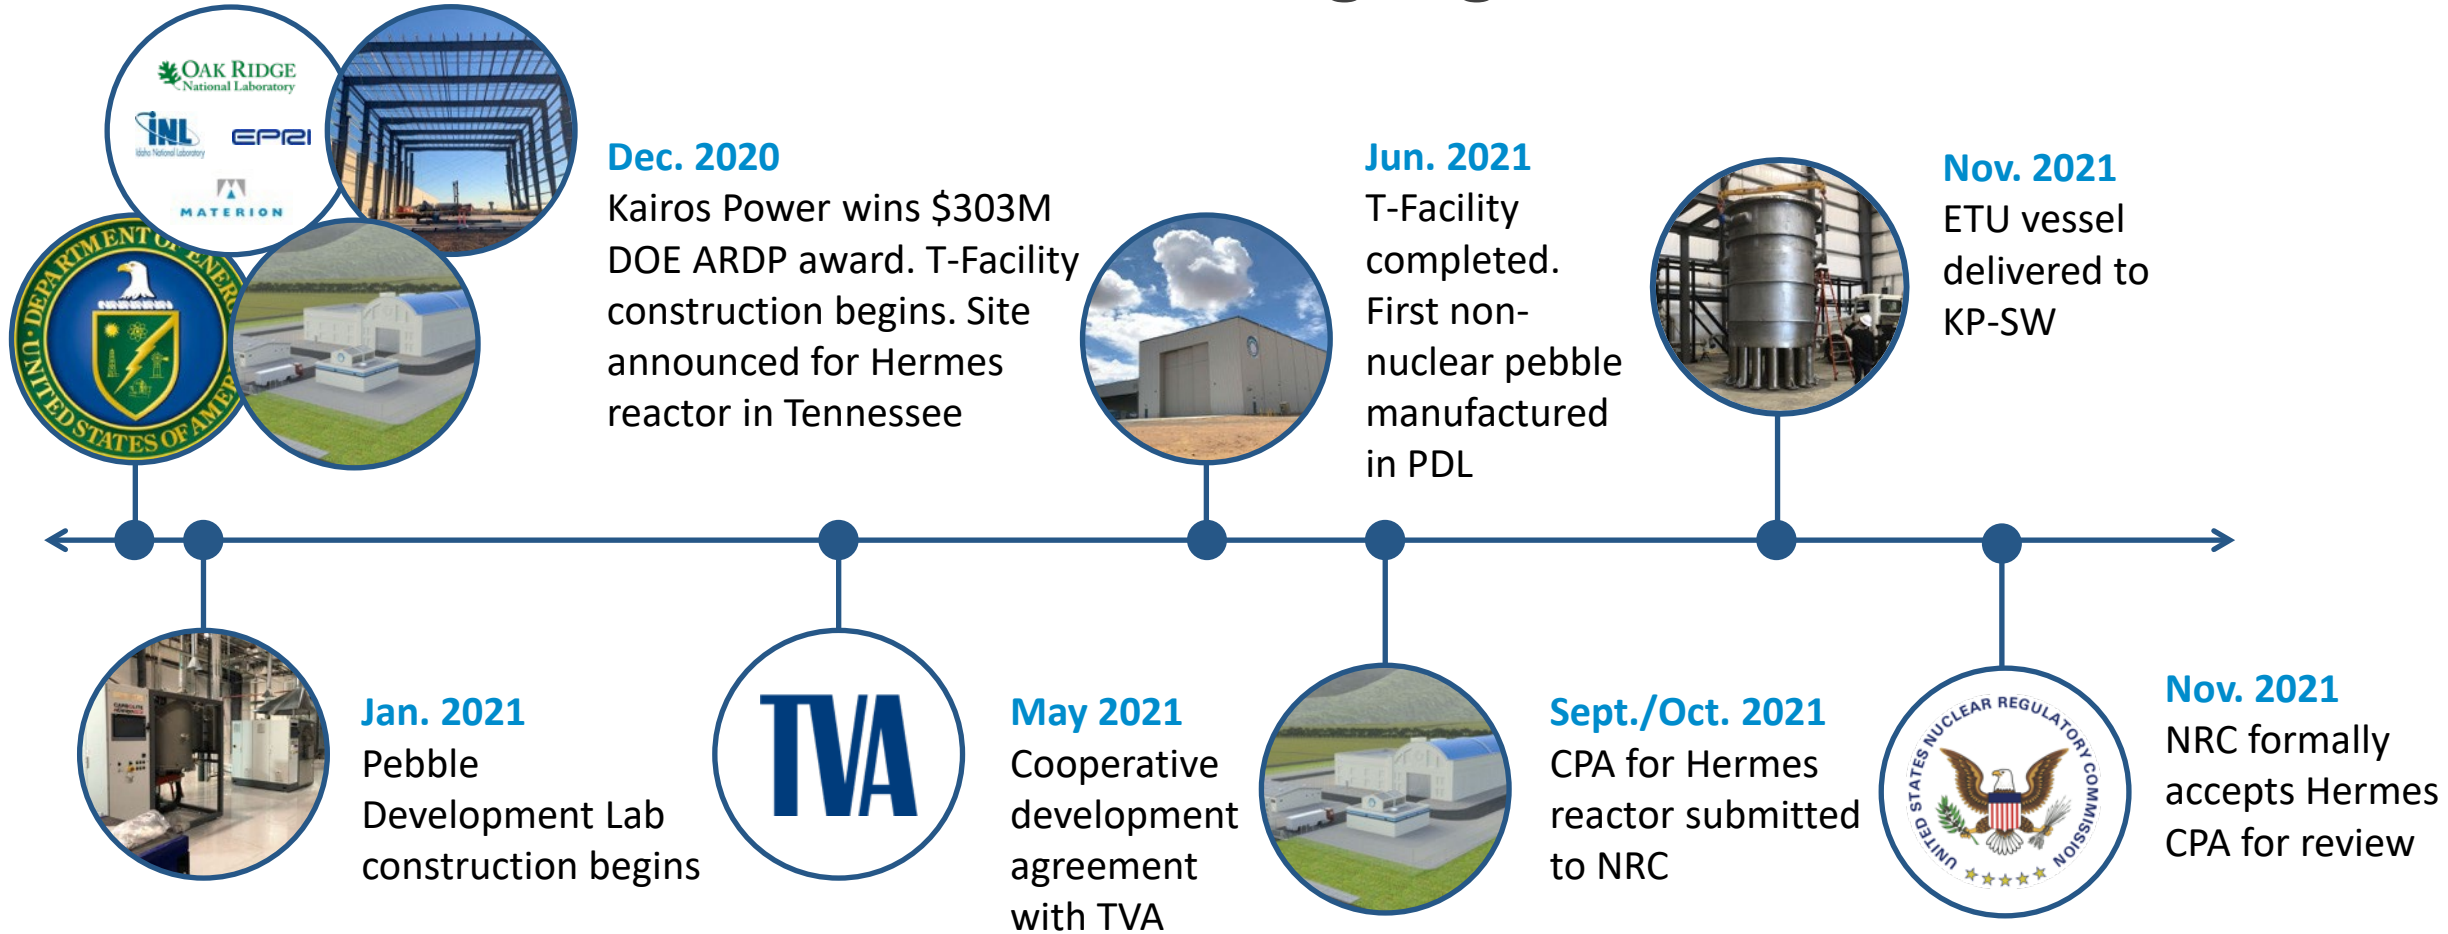 OAK RIDGE
National Laboratory
INL
Idaho National Laboratory
EPRI
MATERION
DEPARTMENT OF ENERGY
UNITED STATES OF AMERICA
Dec. 2020
Kairos Power wins $303M
DOE ARDP award. T-Facility
construction begins. Site
announced for Hermes
reactor in Tennessee
Jun. 2021
T-Facility
completed.
First non-
nuclear pebble
manufactured
in PDL
Nov. 2021
ETU vessel
delivered to
KP-SW
Jan. 2021
Pebble
Development Lab
construction begins
TVA
May 2021
Cooperative
development
agreement
with TVA
Sept./Oct. 2021
CPA for Hermes
reactor submitted
to NRC
UNITED STATES NUCLEAR REGULATORY COMMISSION
Nov. 2021
NRC formally
accepts Hermes
CPA for review